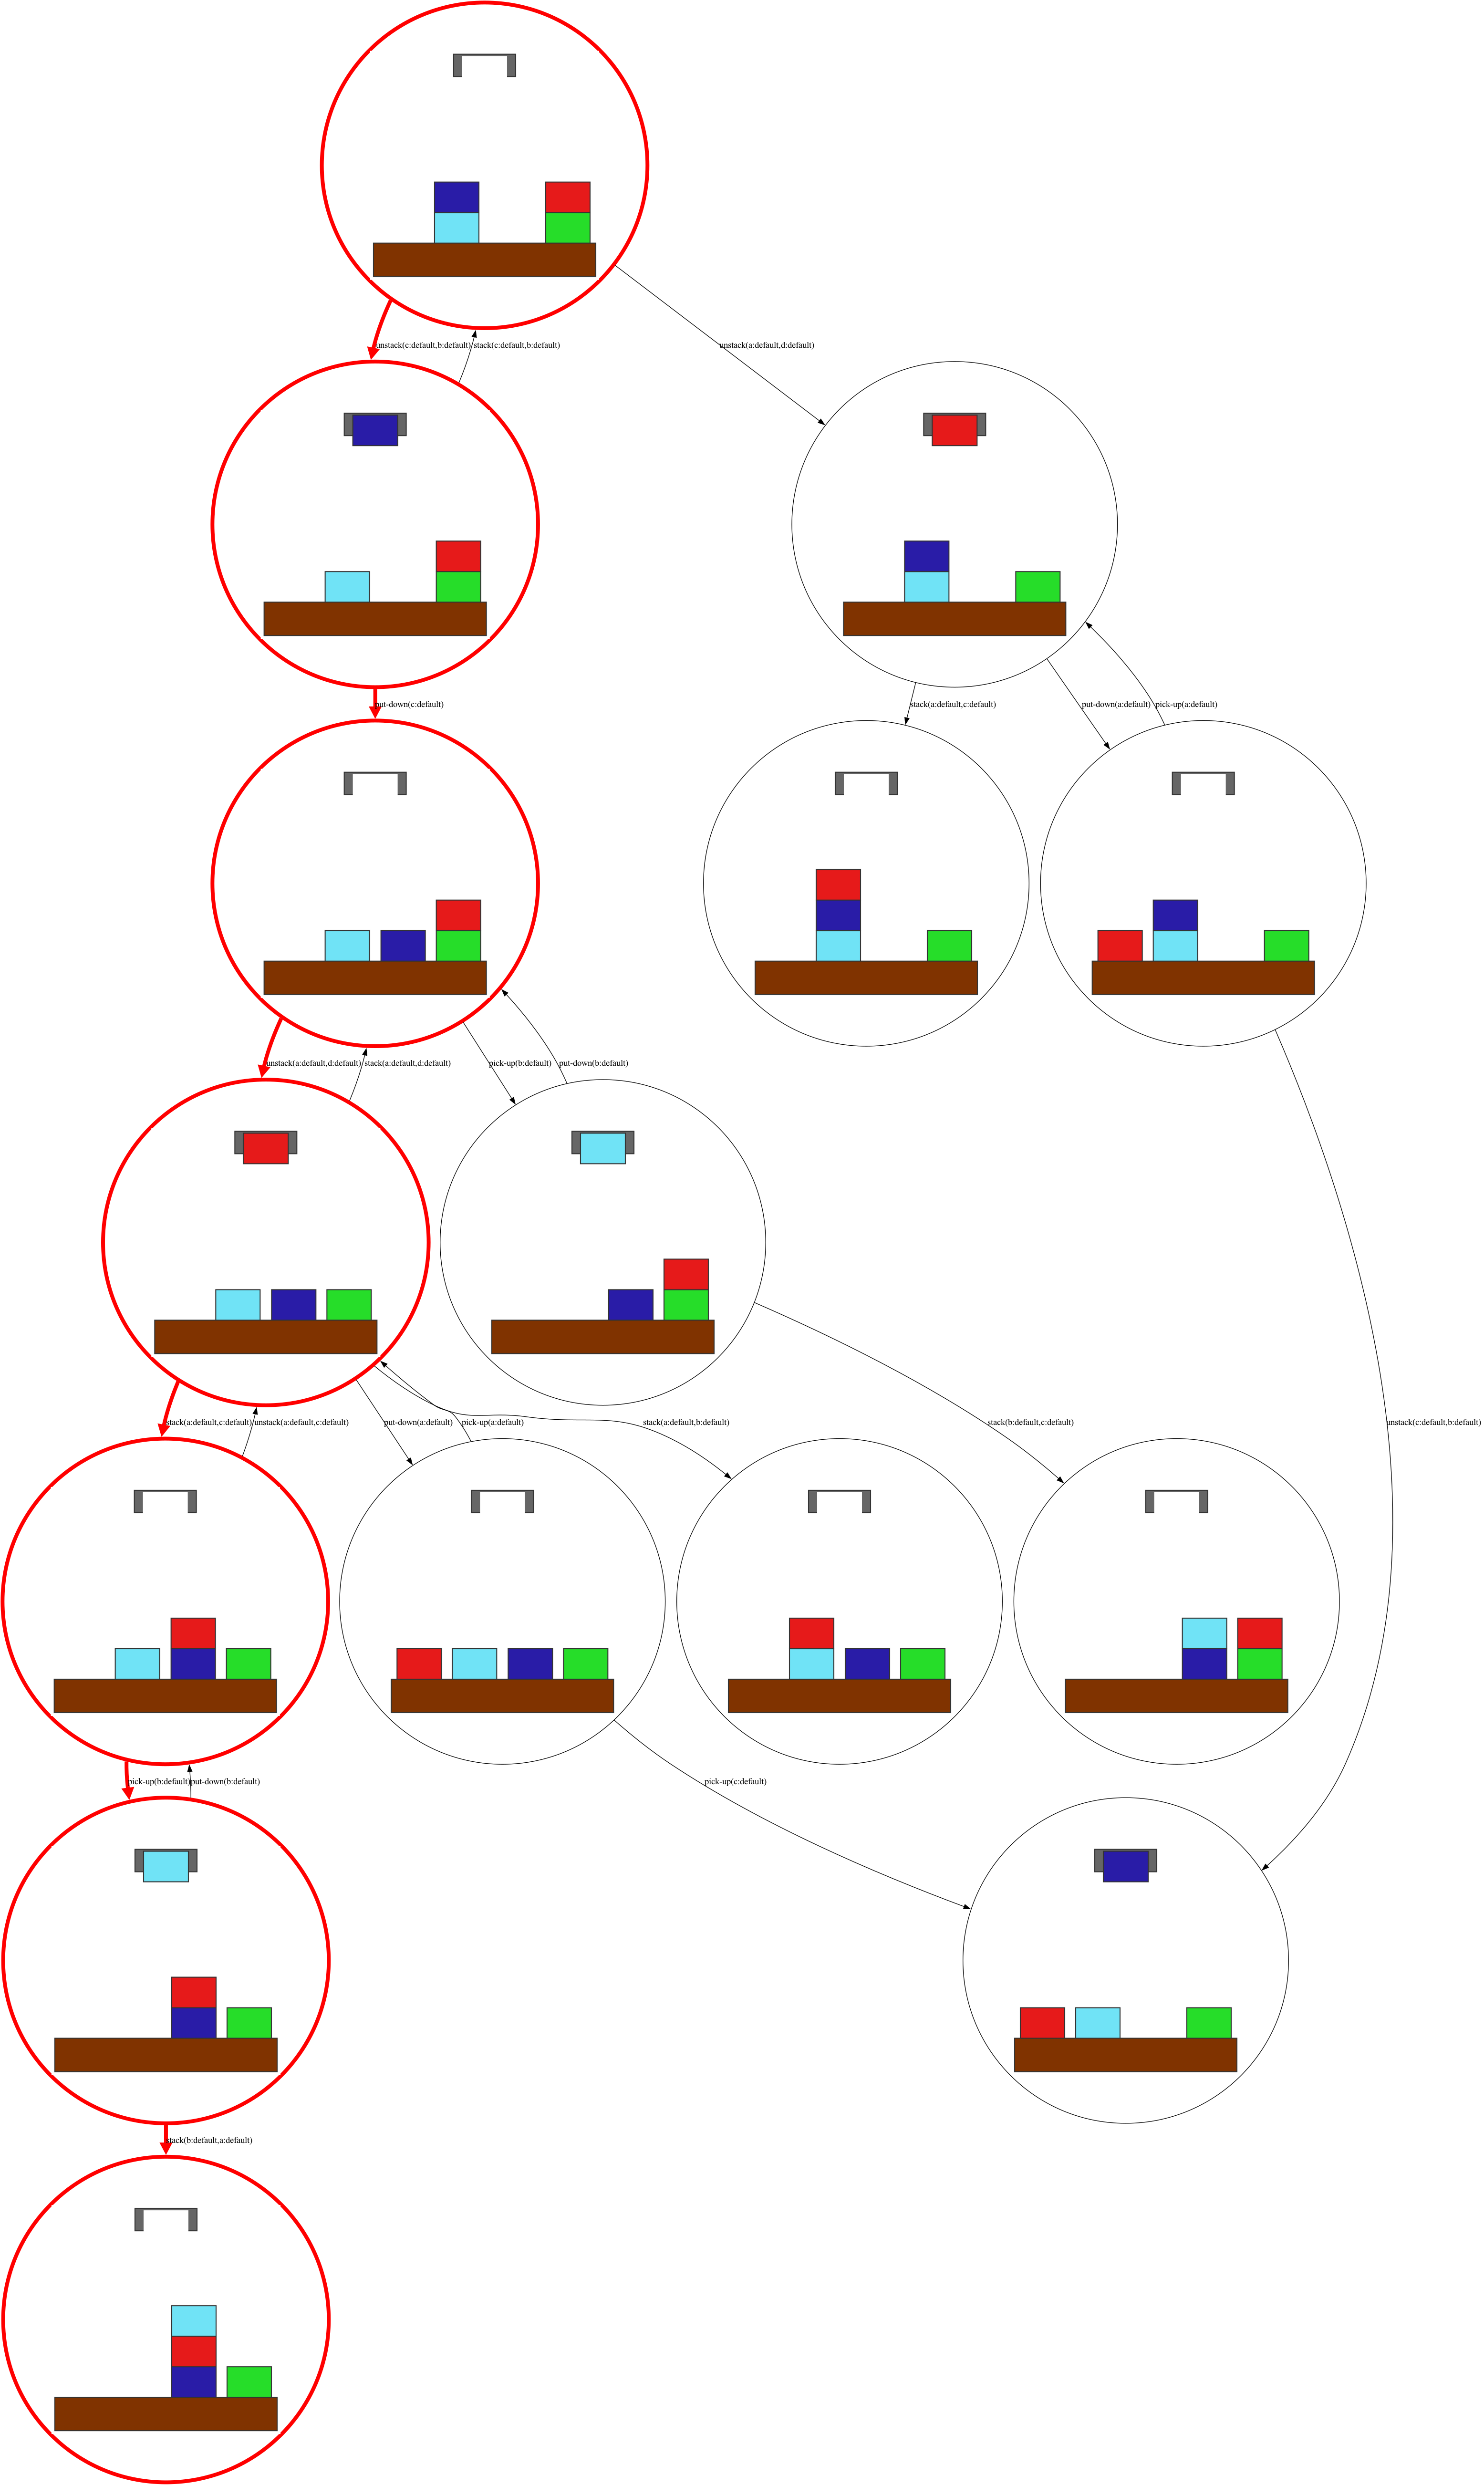 unstack(c:default,b:default)
stack(c:default,b:default)
unstack(a:default,d:default)
put-down(c:default)
stack(a:default,c:default)
put-down(a:default)
pick-up(a:default)
unstack(a:default,d:default)
stack(a:default,d:default)
pick-up(b:default)
put-down(b:default)
stack(a:default,c:default)
unstack(a:default,c:default)
put-down(a:default)
pick-up(a:default)
stack(a:default,b:default)
stack(b:default,c:default)
unstack(c:default,b:default)
pick-up(b:default)
put-down(b:default)
pick-up(c:default)
stack(b:default,a:default)